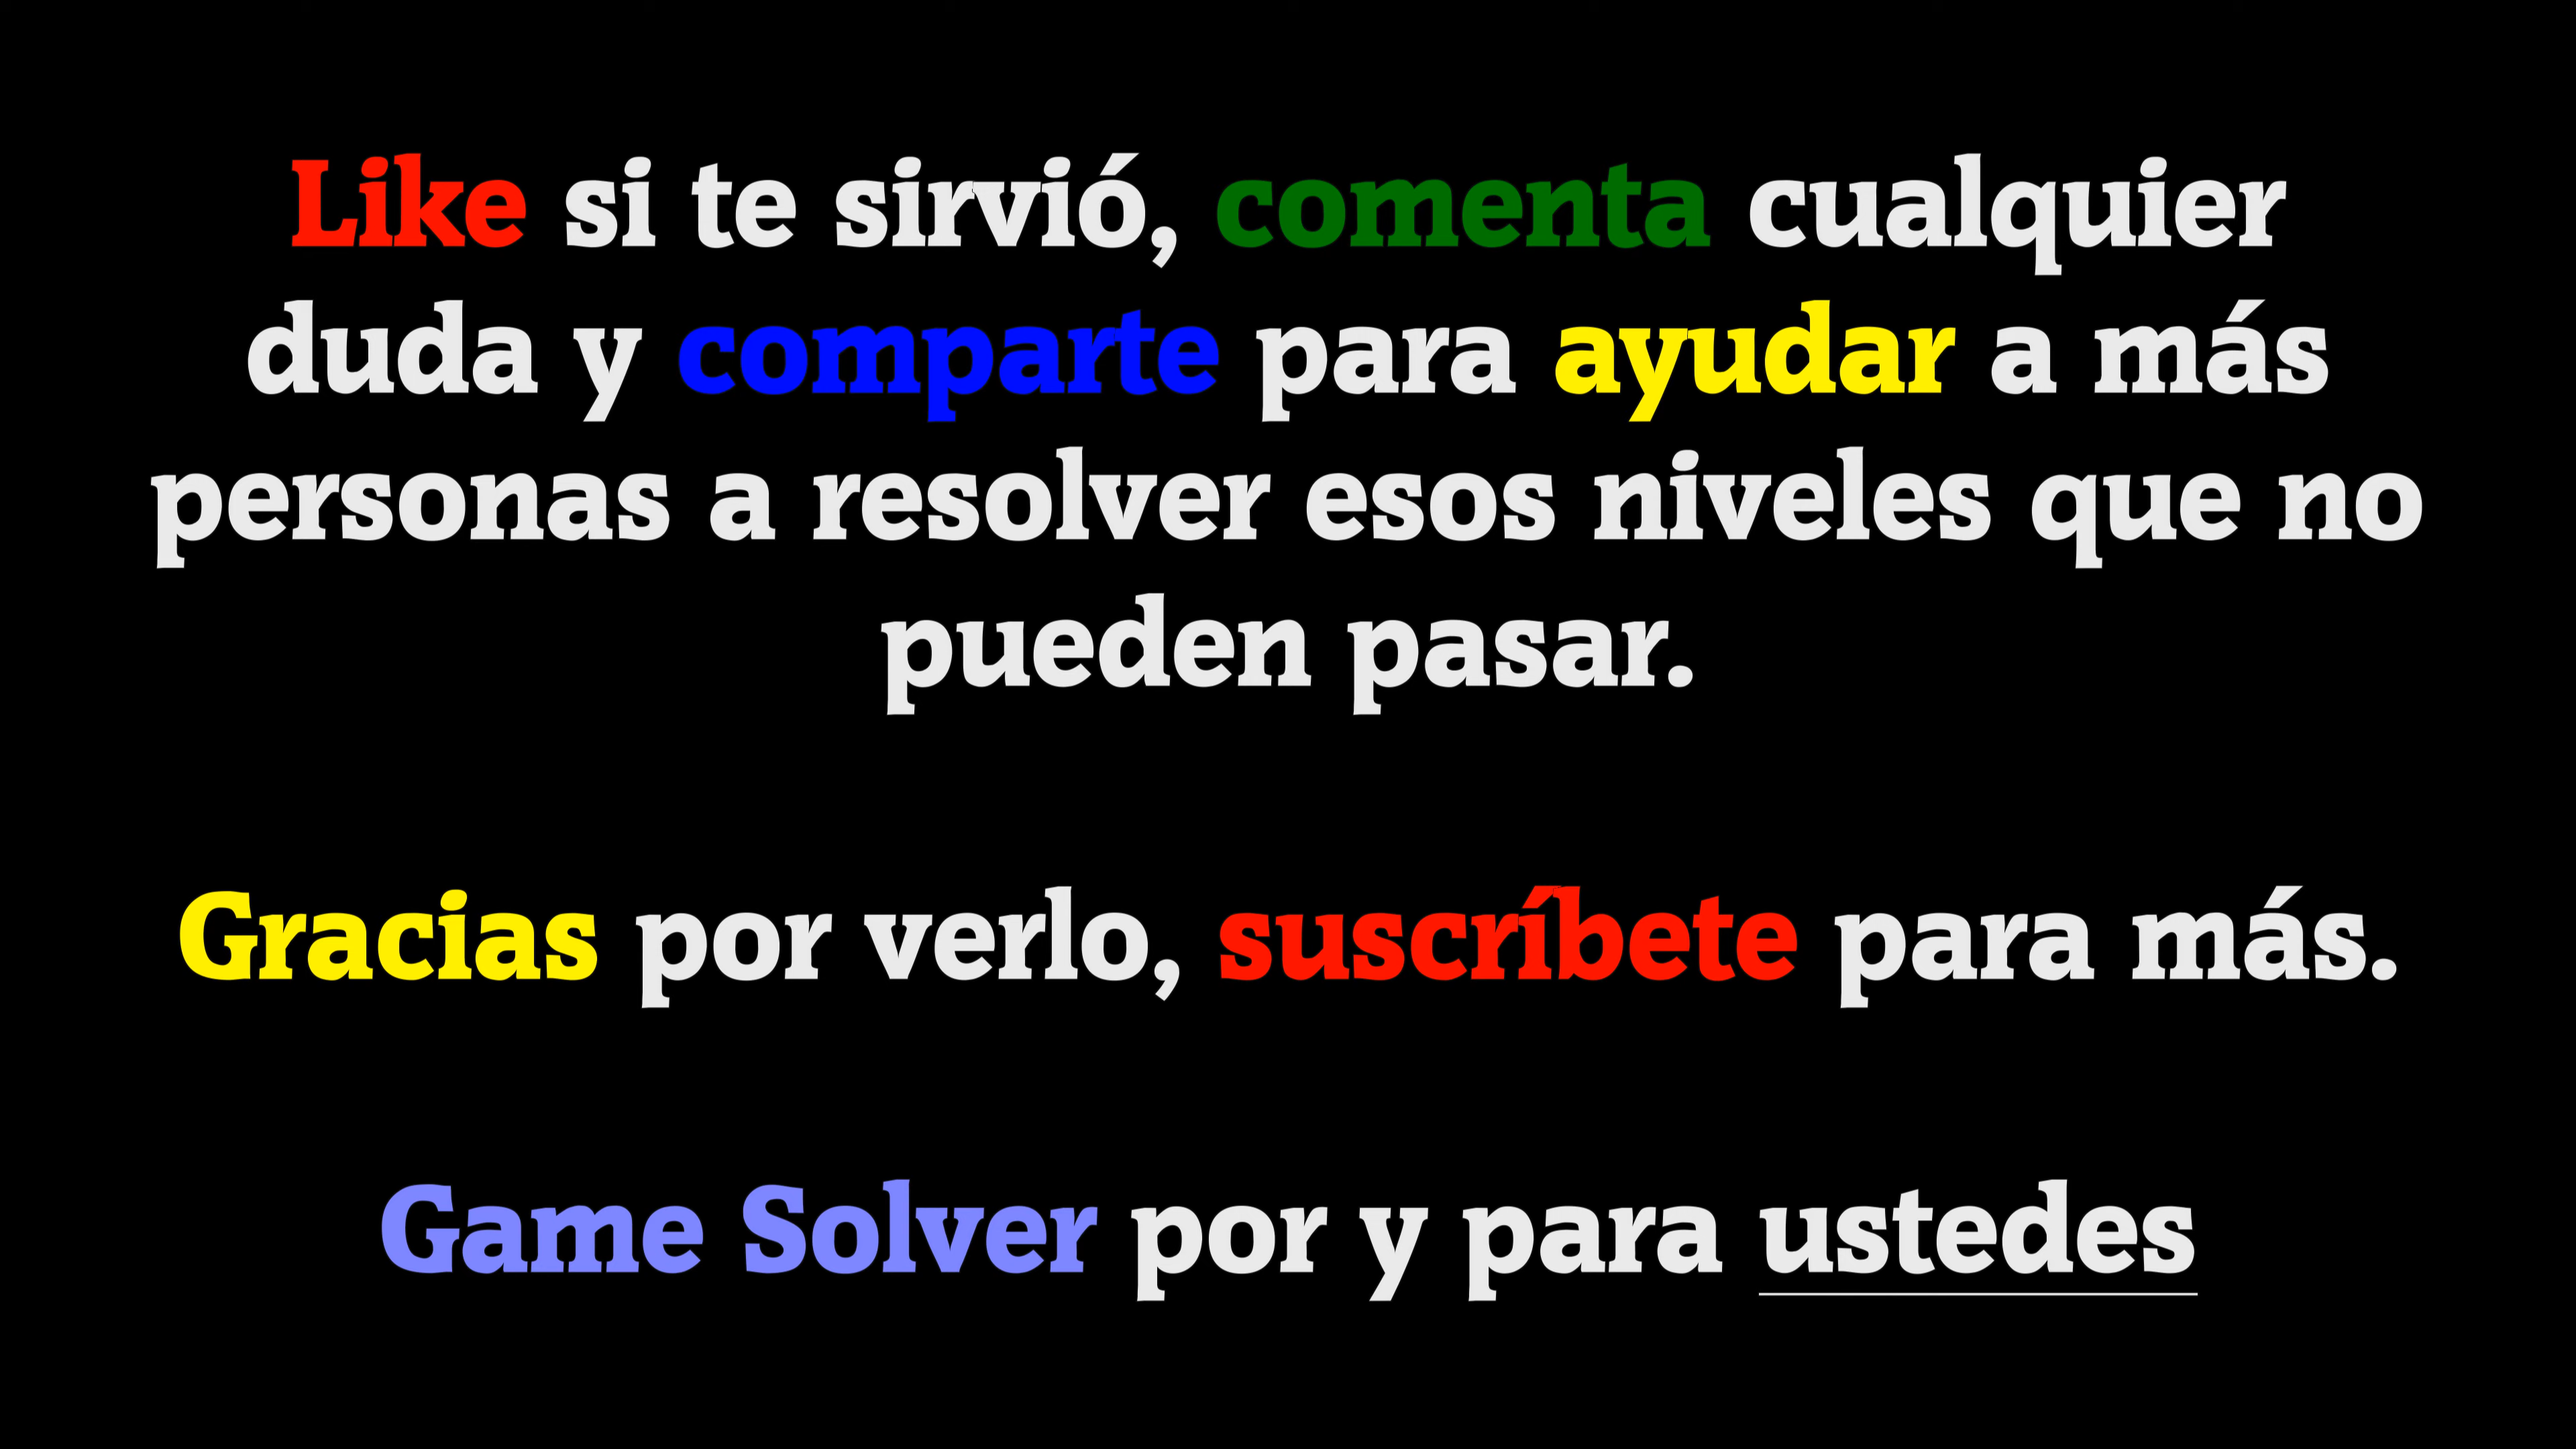 Like si te sirvió, comenta cualquier
duda y comparte para ayudar a más
personas a resolver esos niveles que no
pueden pasar.
Gracias por verlo, suscríbete para más.
Game Solver por y para ustedes